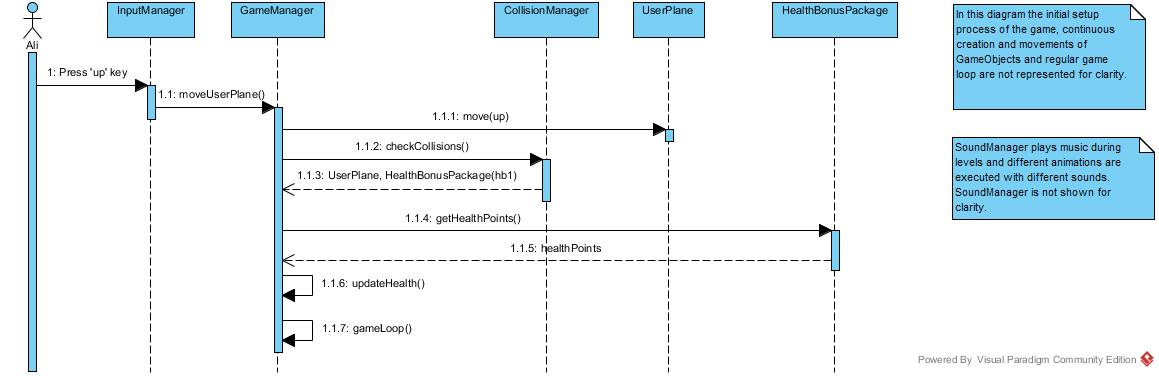 InputManager
GameManager
CollisionManager
UserPlane
HealthBonusPackage
Ali
1: Press 'up' key
1.1: moveUserPlane()
1.1.1: move(up)
1.1.2: checkCollisions()
1.1.3: UserPlane, HealthBonusPackage(hb1)
1.1.4: getHealthPoints()
1.1.5: healthPoints
1.1.6: updateHealth()
1.1.7: gameLoop()
In this diagram the initial setup
process of the game, continuous
creation and movements of
GameObjects and regular game
loop are not represented for clarity.
SoundManager plays music during
levels and different animations are
executed with different sounds.
SoundManager is not shown for
clarity.
Powered By Visual Paradigm Community Edition